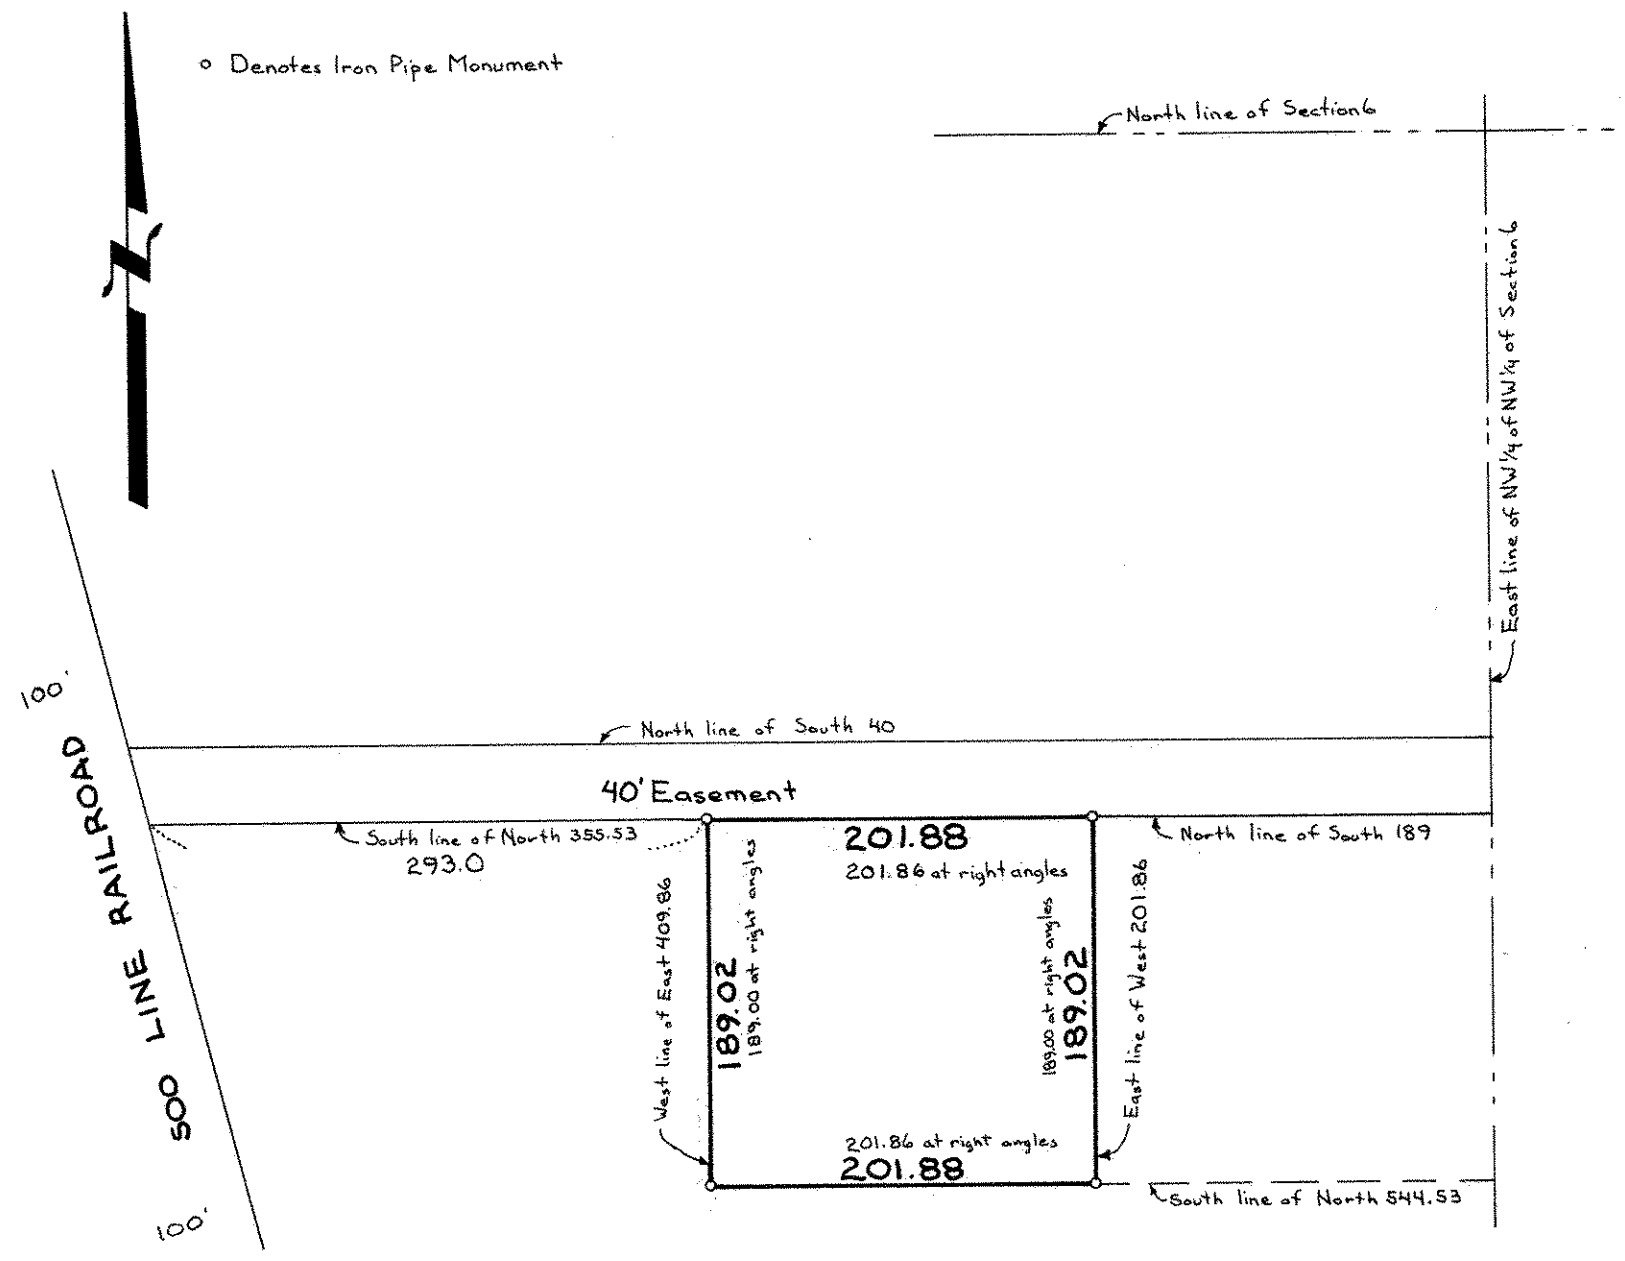 o Denotes Iron Pipe Monument
North line of Section 6
East line of NW ¼ of NW ¼ of Section 6
N
100'
SOO LINE RAILROAD
100'
North line of South 40
40' Easement
South line of North 355.53
293.0
201.88
201.86 at right angles
North line of South 189
West line of East 409.86
189.02
189.00 at right angles
189.00 at right angles
189.02
East line of West 201.86
201.86 at right angles
201.88
South line of North 544.53